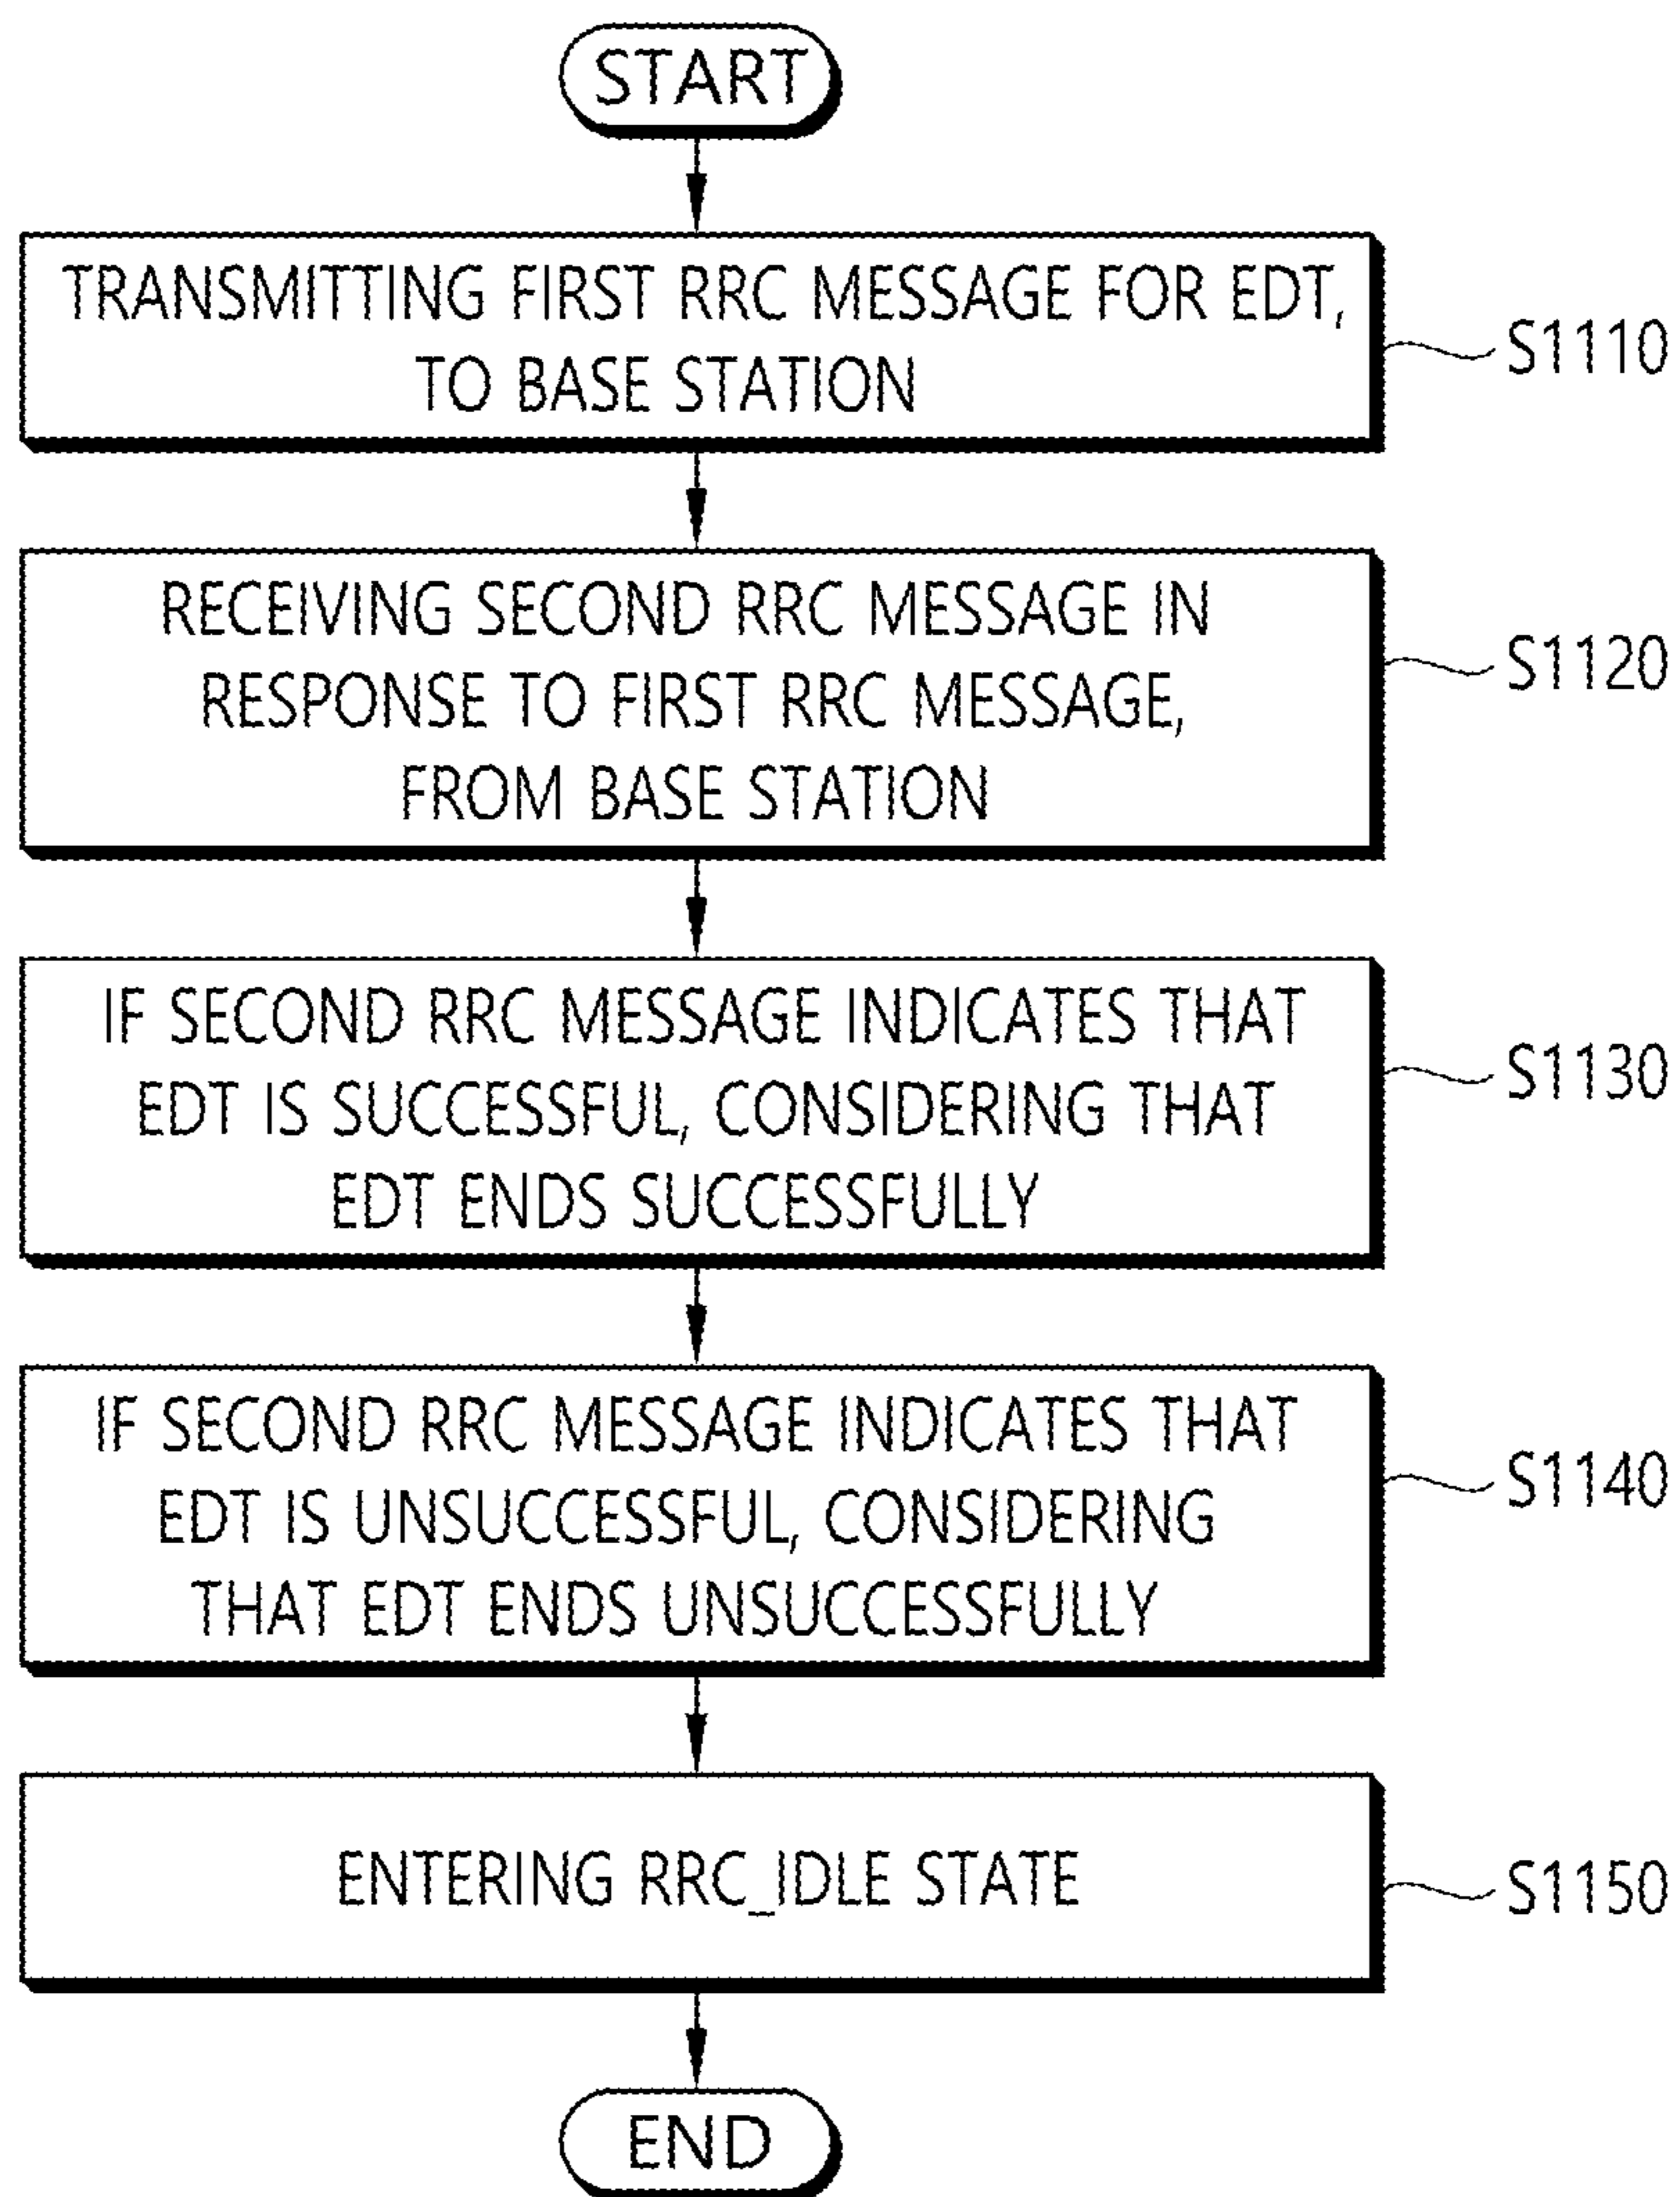 START
TRANSMITTING FIRST RRC MESSAGE FOR EDT,
TO BASE STATION
S1110
RECEIVING SECOND RRC MESSAGE IN
RESPONSE TO FIRST RRC MESSAGE,
FROM BASE STATION
S1120
IF SECOND RRC MESSAGE INDICATES THAT
EDT IS SUCCESSFUL, CONSIDERING THAT
EDT ENDS SUCCESSFULLY
S1130
IF SECOND RRC MESSAGE INDICATES THAT
EDT IS UNSUCCESSFUL, CONSIDERING
THAT EDT ENDS UNSUCCESSFULLY
S1140
ENTERING RRC_IDLE STATE
S1150
END